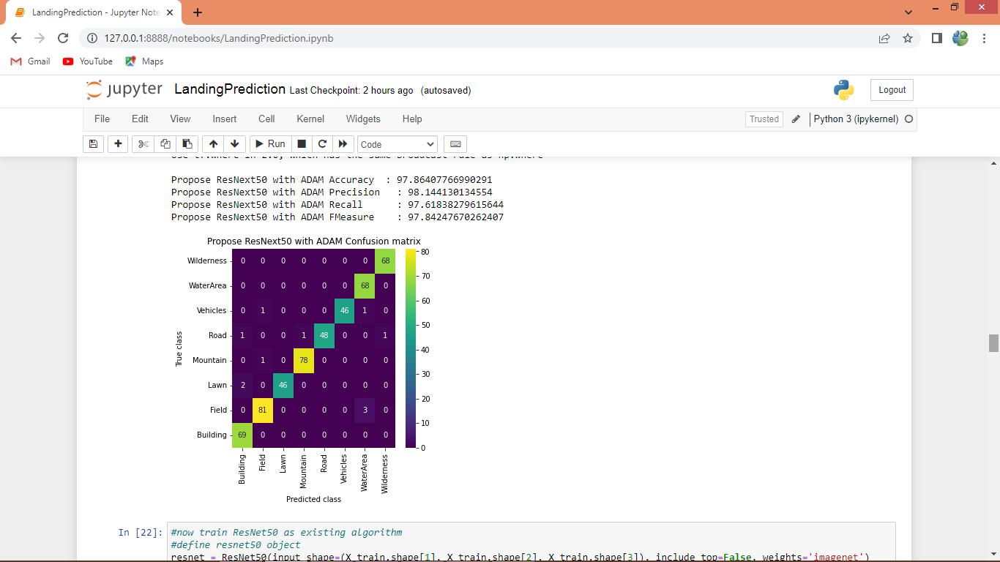 LandingPrediction - Jupyter Note
127.0.0.1:8888/notebooks/LandingPrediction.ipynb
Gmail YouTube Maps
jupyter LandingPrediction Last Checkpoint: 2 hours ago (autosaved)
Logout
File Edit View Insert Cell Kernel Widgets Help
Trusted Python 3 (ipykernel)
Run Code
Use tf.where in 2.0, which has the same broadcast rule as np.where
Propose ResNext50 with ADAM Accuracy : 97.86407766990291
Propose ResNext50 with ADAM Precision : 98.144130134554
Propose ResNext50 with ADAM Recall : 97.61838279615644
Propose ResNext50 with ADAM FMeasure : 97.84247670262407
Propose ResNext50 with ADAM Confusion matrix
Wilderness 0 0 0 0 0 0 0 68
WaterArea 0 0 0 0 0 0 68 0
Vehicles 0 1 0 0 0 46 1 0
Road 1 0 0 1 48 0 0 1
Mountain 0 1 0 78 0 0 0 0
Lawn 2 0 46 0 0 0 0 0
Field 0 81 0 0 0 0 3 0
Building 69 0 0 0 0 0 0 0
True class
Building Field Lawn Mountain Road Vehicles WaterArea Wilderness
Predicted class
80
70
60
50
40
30
20
10
0
In [22]: #now train ResNet50 as existing algorithm
#define resnet50 object
resnet = ResNet50(input_shape=(X_train.shape[1], X_train.shape[2], X_train.shape[3]), include_top=False, weights='imagenet')